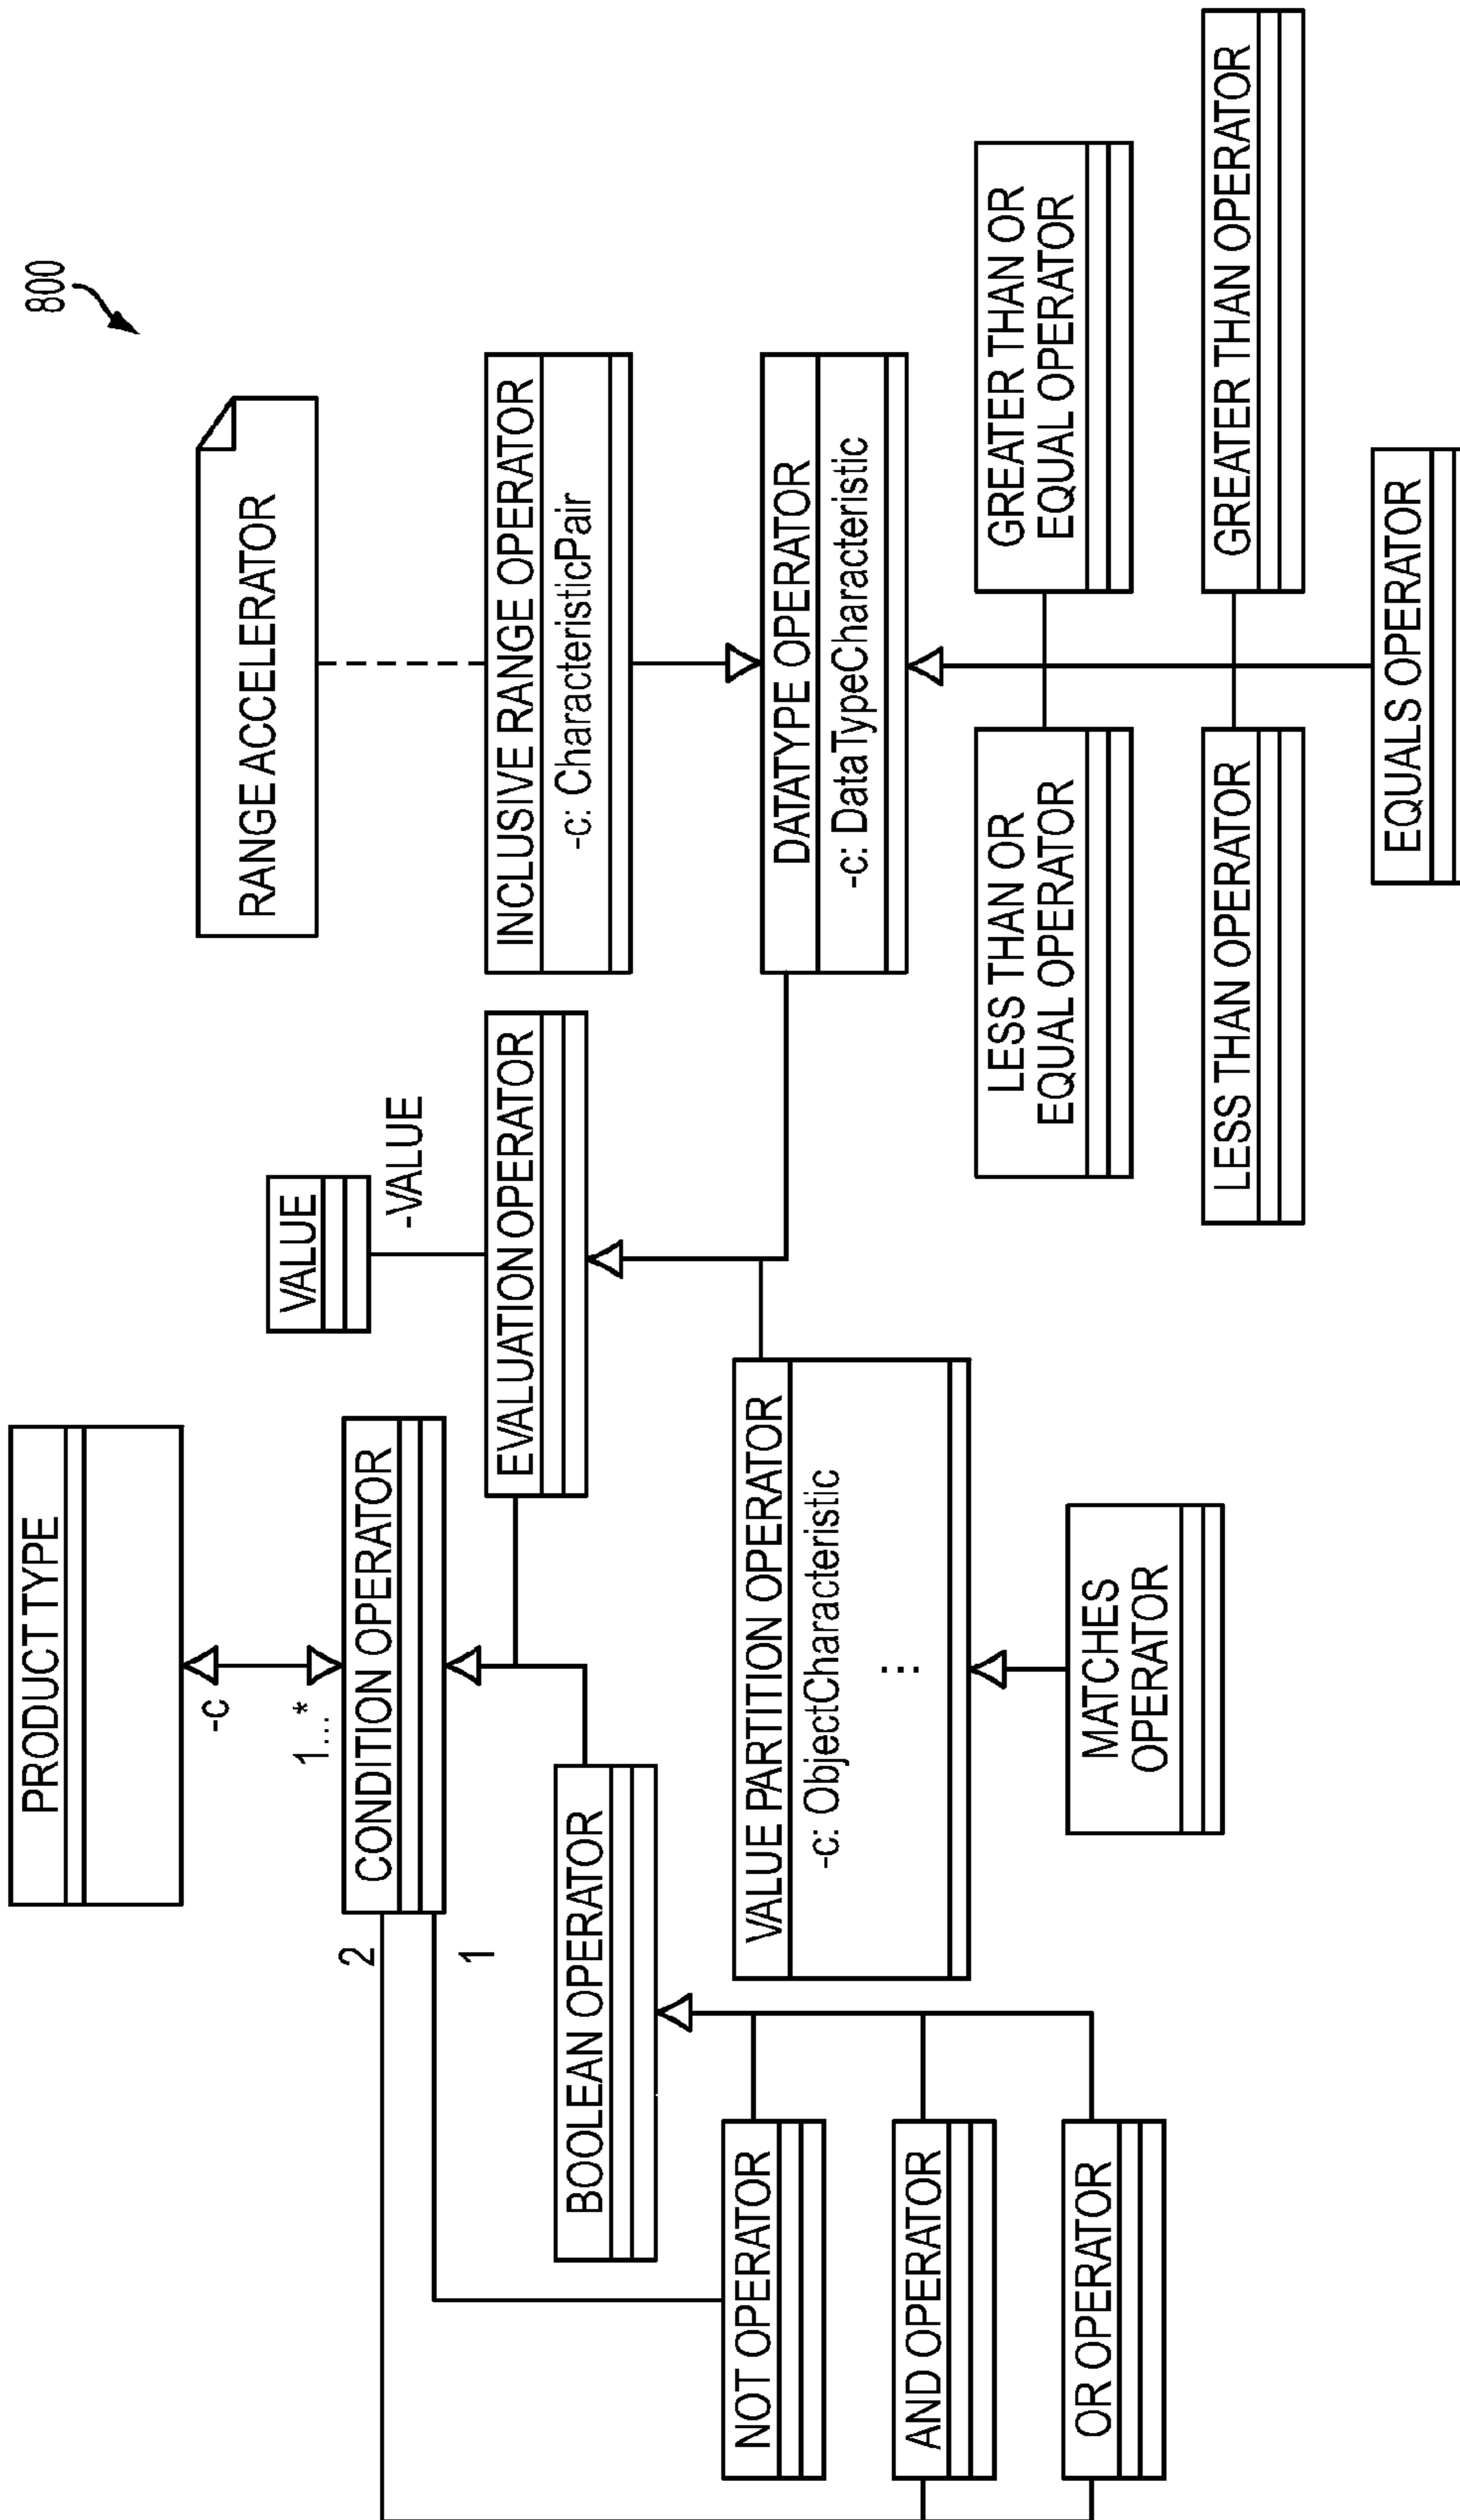 800
PRODUCT TYPE
-c
1...*
CONDITION OPERATOR
2
1
VALUE
-VALUE
RANGE ACCELERATOR
BOOLEAN OPERATOR
EVALUATION OPERATOR
INCLUSIVE RANGE OPERATOR
-c: CharacteristicPair
NOT OPERATOR
AND OPERATOR
OR OPERATOR
VALUE PARTITION OPERATOR
-c: ObjectCharacteristic
...
MATCHES
OPERATOR
DATATYPE OPERATOR
-c: DataTypeCharacteristic
LESS THAN OR
EQUAL OPERATOR
GREATER THAN OR
EQUAL OPERATOR
LESS THAN OPERATOR
GREATER THAN OPERATOR
EQUALS OPERATOR